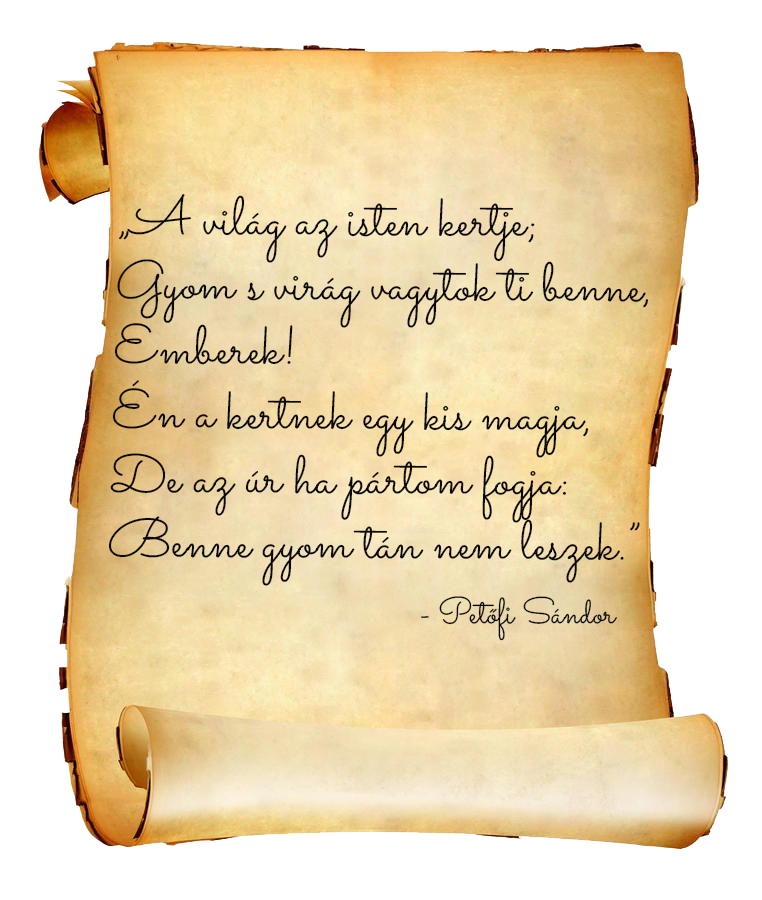 „A világ az isten kertje;
Gyom s virág vagytok ti benne,
Emberek!
Én a kertnek egy kis magja,
De az úr ha pártom fogja:
Benne gyom tán nem leszek.”
- Petőfi Sándor